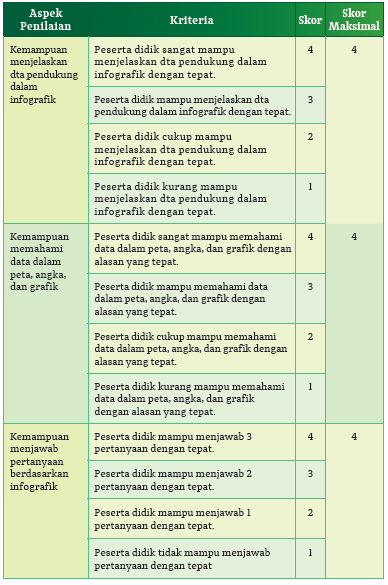 Aspek Penilaian | Kriteria | Skor | Skor Maksimal
Kemampuan
menjelaskan
dta pendukung
dalam
infografik
Peserta didik sangat mampu
menjelaskan dta pendukung dalam
infografik dengan tepat.
4
4
Peserta didik mampu menjelaskan dta
pendukung dalam infografik dengan tepat.
3
Peserta didik cukup mampu
menjelaskan dta pendukung dalam
infografik dengan tepat.
2
Peserta didik kurang mampu
menjelaskan dta pendukung dalam
infografik dengan tepat.
1
Kemampuan
memahami
data dalam
peta, angka,
dan grafik
Peserta didik sangat mampu memahami
data dalam peta, angka, dan grafik dengan
alasan yang tepat.
4
4
Peserta didik mampu memahami data
dalam peta, angka, dan grafik dengan
alasan yang tepat.
3
Peserta didik cukup mampu memahami
data dalam peta, angka, dan grafik dengan
alasan yang tepat.
2
Peserta didik kurang mampu memahami
data dalam peta, angka, dan grafik
dengan alasan yang tepat.
1
Kemampuan
menjawab
pertanyaan
berdasarkan
infografik
Peserta didik mampu menjawab 3
pertanyaan dengan tepat.
4
4
Peserta didik mampu menjawab 2
pertanyaan dengan tepat.
3
Peserta didik mampu menjawab 1
pertanyaan dengan tepat.
2
Peserta didik tidak mampu menjawab
pertanyaan dengan tepat
1